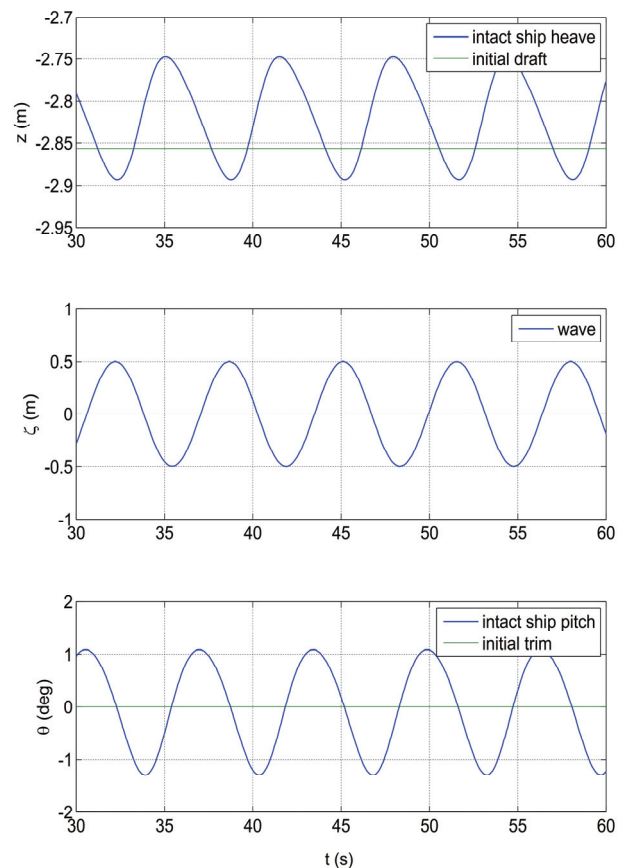 -2.7
-2.75
-2.8
-2.85
-2.9
-2.95
z (m)
intact ship heave
initial draft
30 35 40 45 50 55 60
1
0.5
0
-0.5
-1
ζ (m)
wave
30 35 40 45 50 55 60
2
1
0
-1
-2
θ (deg)
intact ship pitch
initial trim
30 35 40 45 50 55 60
t (s)